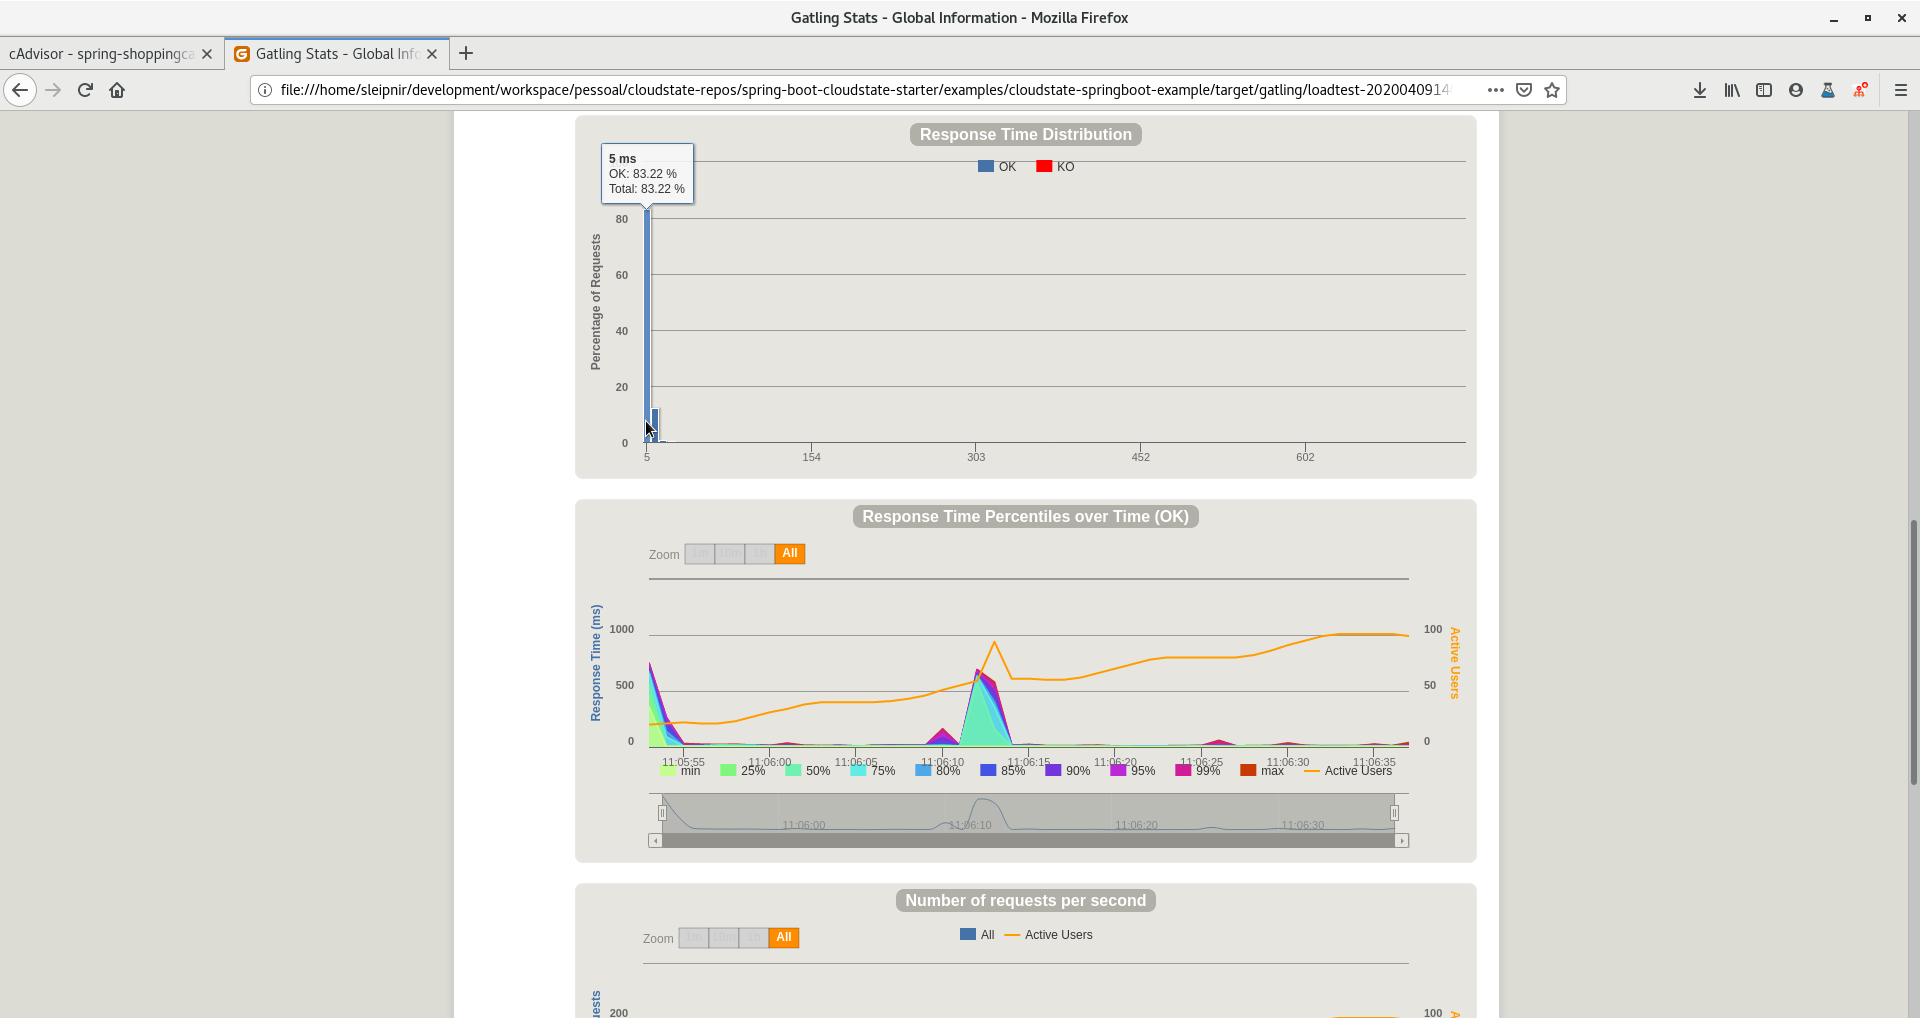 Gatling Stats - Global Information - Mozilla Firefox
cAdvisor - spring-shoppingca
Gatling Stats - Global Info
file:///home/sleipnir/development/workspace/pessoal/cloudstate-repos/spring-boot-cloudstate-starter/examples/cloudstate-springboot-example/target/gatling/loadtest-2020040914
Response Time Distribution
5 ms
OK: 83.22 %
Total: 83.22 %
OK KO
80
60
40
20
0
Percentage of Requests
5 154 303 452 602
Response Time Percentiles over Time (OK)
Zoom 1m 10m 1h All
Response Time (ms)
1000
500
0
100
50
0
Active Users
11:05:55 11:06:00 11:06:05 11:06:10 11:06:15 11:06:20 11:06:25 11:06:30 11:06:35
min 25% 50% 75% 80% 85% 90% 95% 99% max Active Users
11:06:00 11:06:10 11:06:20 11:06:30
Number of requests per second
Zoom 1m 10m 1h All
All Active Users
200
100